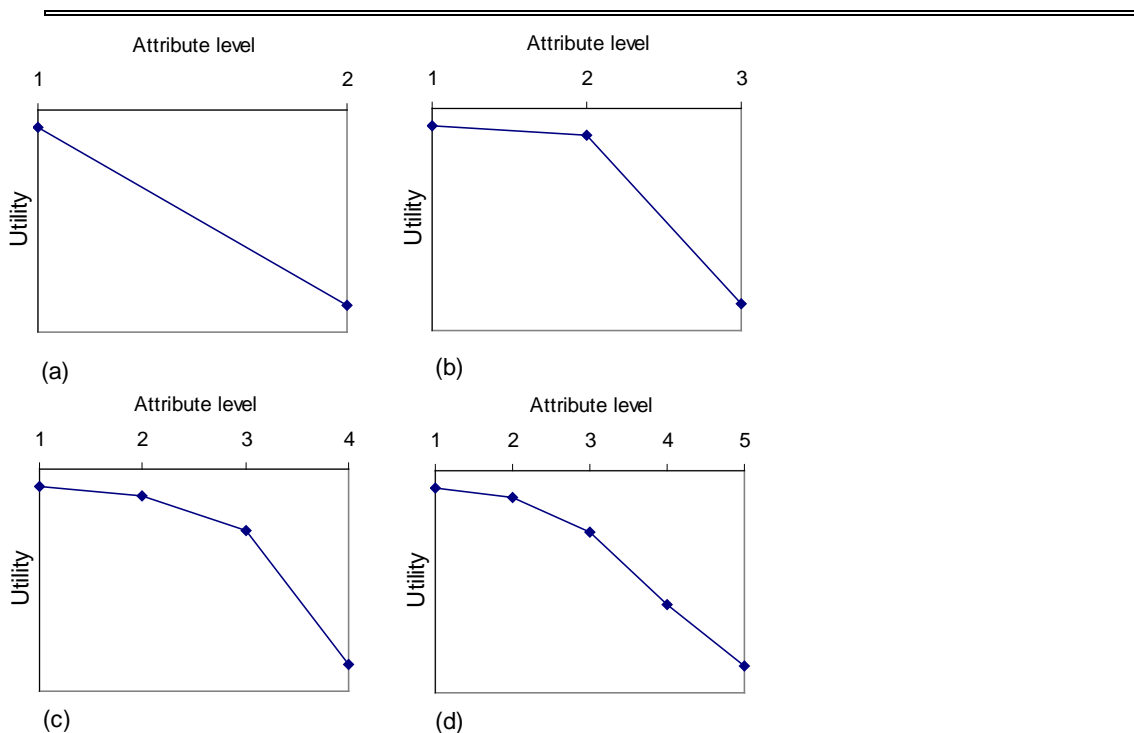 Attribute level
1 2
Utility
(a)
Attribute level
1 2 3
Utility
(b)
Attribute level
1 2 3 4
Utility
(c)
Attribute level
1 2 3 4 5
Utility
(d)